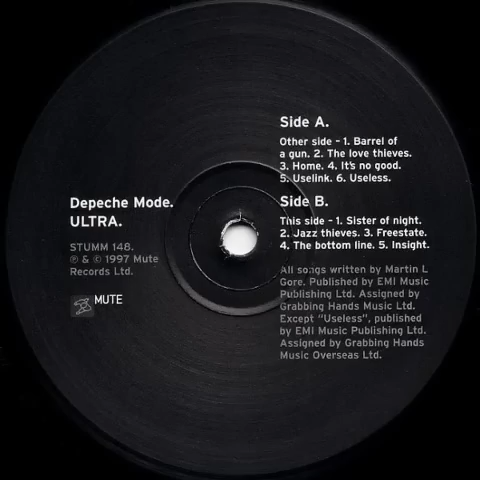 Depeche Mode.
ULTRA.
STUMM 148.
℗ & © 1997 Mute
Records Ltd.
MUTE
Side A.
Other side – 1. Barrel of
a gun. 2. The love thieves.
3. Home. 4. It's no good.
5. Uselink. 6. Useless.
Side B.
This side – 1. Sister of night.
2. Jazz thieves. 3. Freestate.
4. The bottom line. 5. Insight.
All songs written by Martin L
Gore. Published by EMI Music
Publishing Ltd. Assigned by
Grabbing Hands Music Ltd.
Except "Useless", published
by EMI Music Publishing Ltd.
Assigned by Grabbing Hands
Music Overseas Ltd.